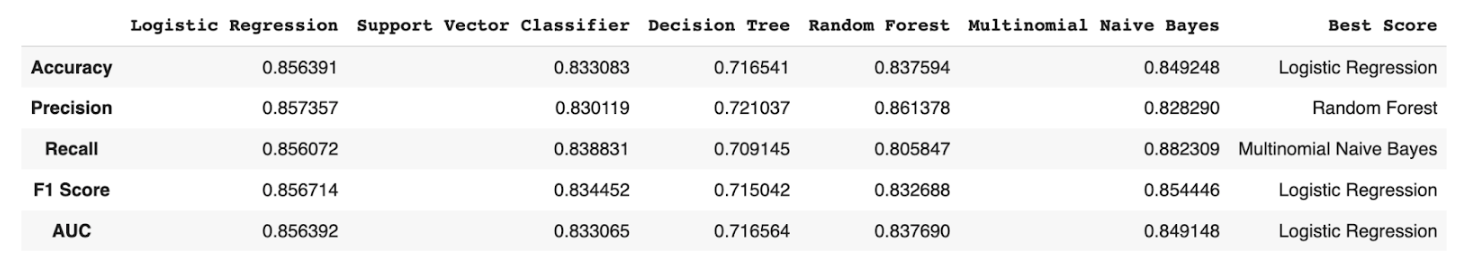 Logistic Regression Support Vector Classifier Decision Tree Random Forest Multinomial Naive Bayes Best Score
Accuracy 0.856391 0.833083 0.716541 0.837594 0.849248 Logistic Regression
Precision 0.857357 0.830119 0.721037 0.861378 0.828290 Random Forest
Recall 0.856072 0.838831 0.709145 0.805847 0.882309 Multinomial Naive Bayes
F1 Score 0.856714 0.834452 0.715042 0.832688 0.854446 Logistic Regression
AUC 0.856392 0.833065 0.716564 0.837690 0.849148 Logistic Regression